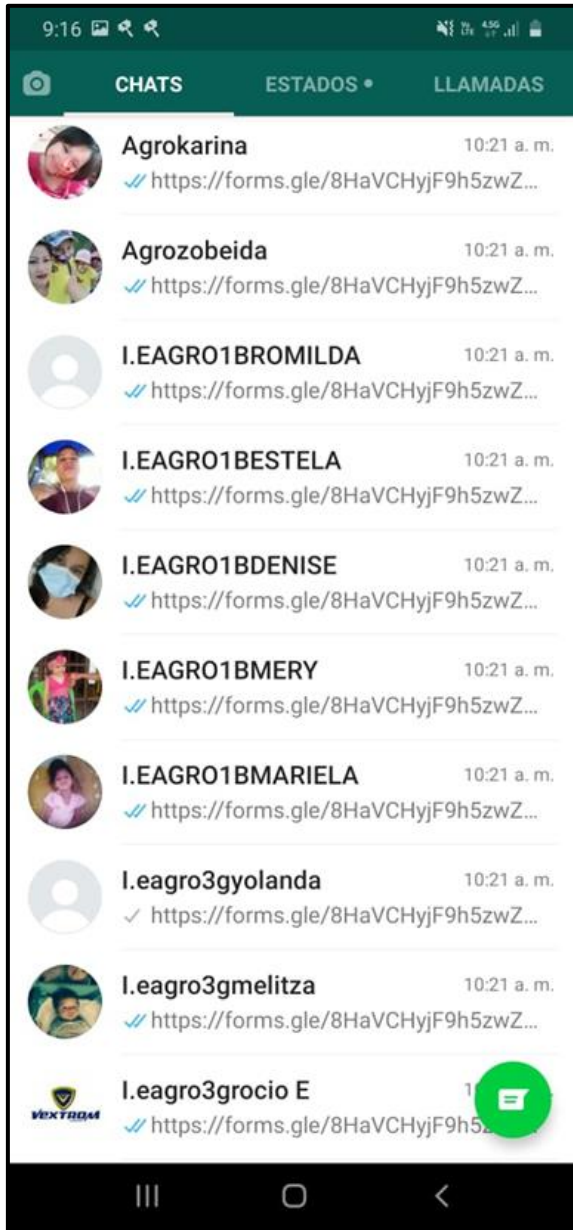 9:16
CHATS ESTADOS LLAMADAS
Agrokarina 10:21 a. m.
https://forms.gle/8HaVCHyjF9h5zwZ...
Agrozobeida 10:21 a. m.
https://forms.gle/8HaVCHyjF9h5zwZ...
I.EAGRO1BROMILDA 10:21 a. m.
https://forms.gle/8HaVCHyjF9h5zwZ...
I.EAGRO1BESTELA 10:21 a. m.
https://forms.gle/8HaVCHyjF9h5zwZ...
I.EAGRO1BDENISE 10:21 a. m.
https://forms.gle/8HaVCHyjF9h5zwZ...
I.EAGRO1BMERY 10:21 a. m.
https://forms.gle/8HaVCHyjF9h5zwZ...
I.EAGRO1BMARIELA 10:21 a. m.
https://forms.gle/8HaVCHyjF9h5zwZ...
I.eagro3gyolanda 10:21 a. m.
https://forms.gle/8HaVCHyjF9h5zwZ...
I.eagro3gmelitza 10:21 a. m.
https://forms.gle/8HaVCHyjF9h5zwZ...
I.eagro3grocio E
VEXTROM
https://forms.gle/8HaVCHyjF9h5